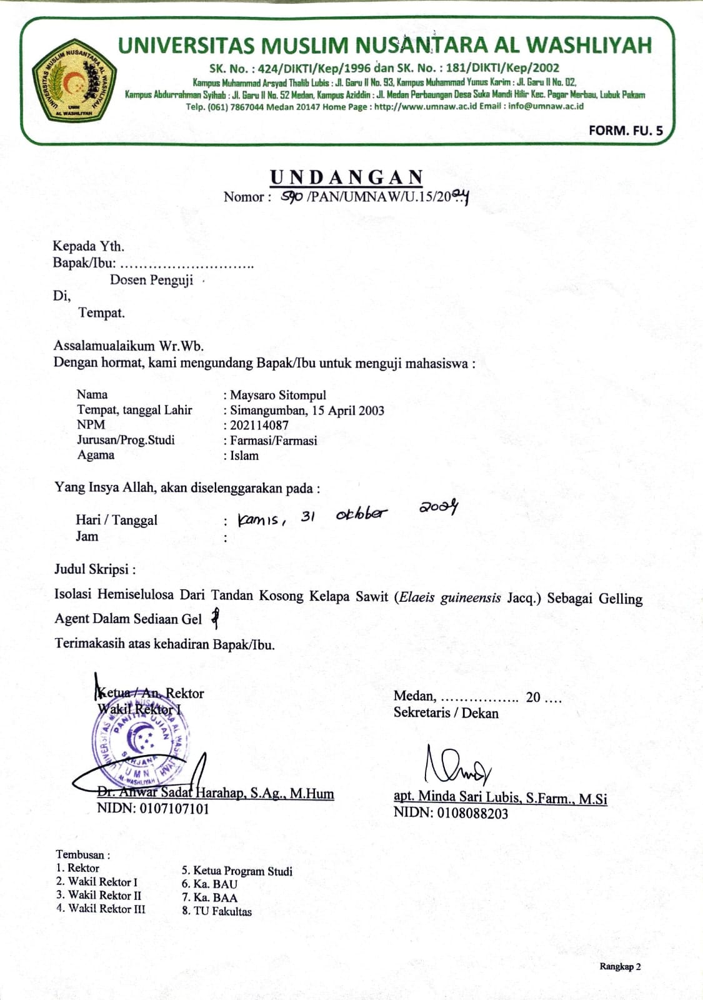 UNIVERSITAS MUSLIM NUSANTARA AL WASHLIYAH
SK. No. : 424/DIKTI/Kep/1996 dan SK. No. : 181/DIKTI/Kep/2002
Kampus Muhammad Arsyad Thalib Lubis : Jl. Garu II No. 93, Kampus Muhammad Yunus Karim : Jl. Garu II No. 02,
Kampus Abdurrahman Syihab : Jl. Garu II No. 52 Medan, Kampus Aziddin : Jl. Medan Perbaungan Desa Suka Mandi Hilir Kec. Pagar Merbau, Lubuk Pakam
Telp. (061) 7867044 Medan 20147 Home Page : http://www.umnaw.ac.id Email : info@umnaw.ac.id
UNIVERSITAS MUSLIM NUSANTARA AL WASHLIYAH
UMN
AL WASHLIYAH
FORM. FU. 5
UNDANGAN
Nomor : 590 /PAN/UMNAW/U.15/2024
Kepada Yth.
Bapak/Ibu: ................................
Dosen Penguji
Di,
Tempat.
Assalamualaikum Wr.Wb.
Dengan hormat, kami mengundang Bapak/Ibu untuk menguji mahasiswa :
Nama : Maysaro Sitompul
Tempat, tanggal Lahir : Simangumban, 15 April 2003
NPM : 202114087
Jurusan/Prog.Studi : Farmasi/Farmasi
Agama : Islam
Yang Insya Allah, akan diselenggarakan pada :
Hari / Tanggal : Kamis, 31 oktober 2024
Jam :
Judul Skripsi :
Isolasi Hemiselulosa Dari Tandan Kosong Kelapa Sawit (Elaeis guineensis Jacq.) Sebagai Gelling
Agent Dalam Sediaan Gel
Terimakasih atas kehadiran Bapak/Ibu.
Ketua / An. Rektor
Wakil Rektor I
UNIVERSITAS MUSLIM NUSANTARA AL WASHLIYAH
PANITIA UJIAN
SARJANA
UMN
AL-WASHLIYAH
Dr. Anwar Sadat Harahap, S.Ag., M.Hum
NIDN: 0107107101
Medan, .................. 20 ....
Sekretaris / Dekan
apt. Minda Sari Lubis, S.Farm., M.Si
NIDN: 0108088203
Tembusan :
1. Rektor
2. Wakil Rektor I
3. Wakil Rektor II
4. Wakil Rektor III
5. Ketua Program Studi
6. Ka. BAU
7. Ka. BAA
8. TU Fakultas
Rangkap 2